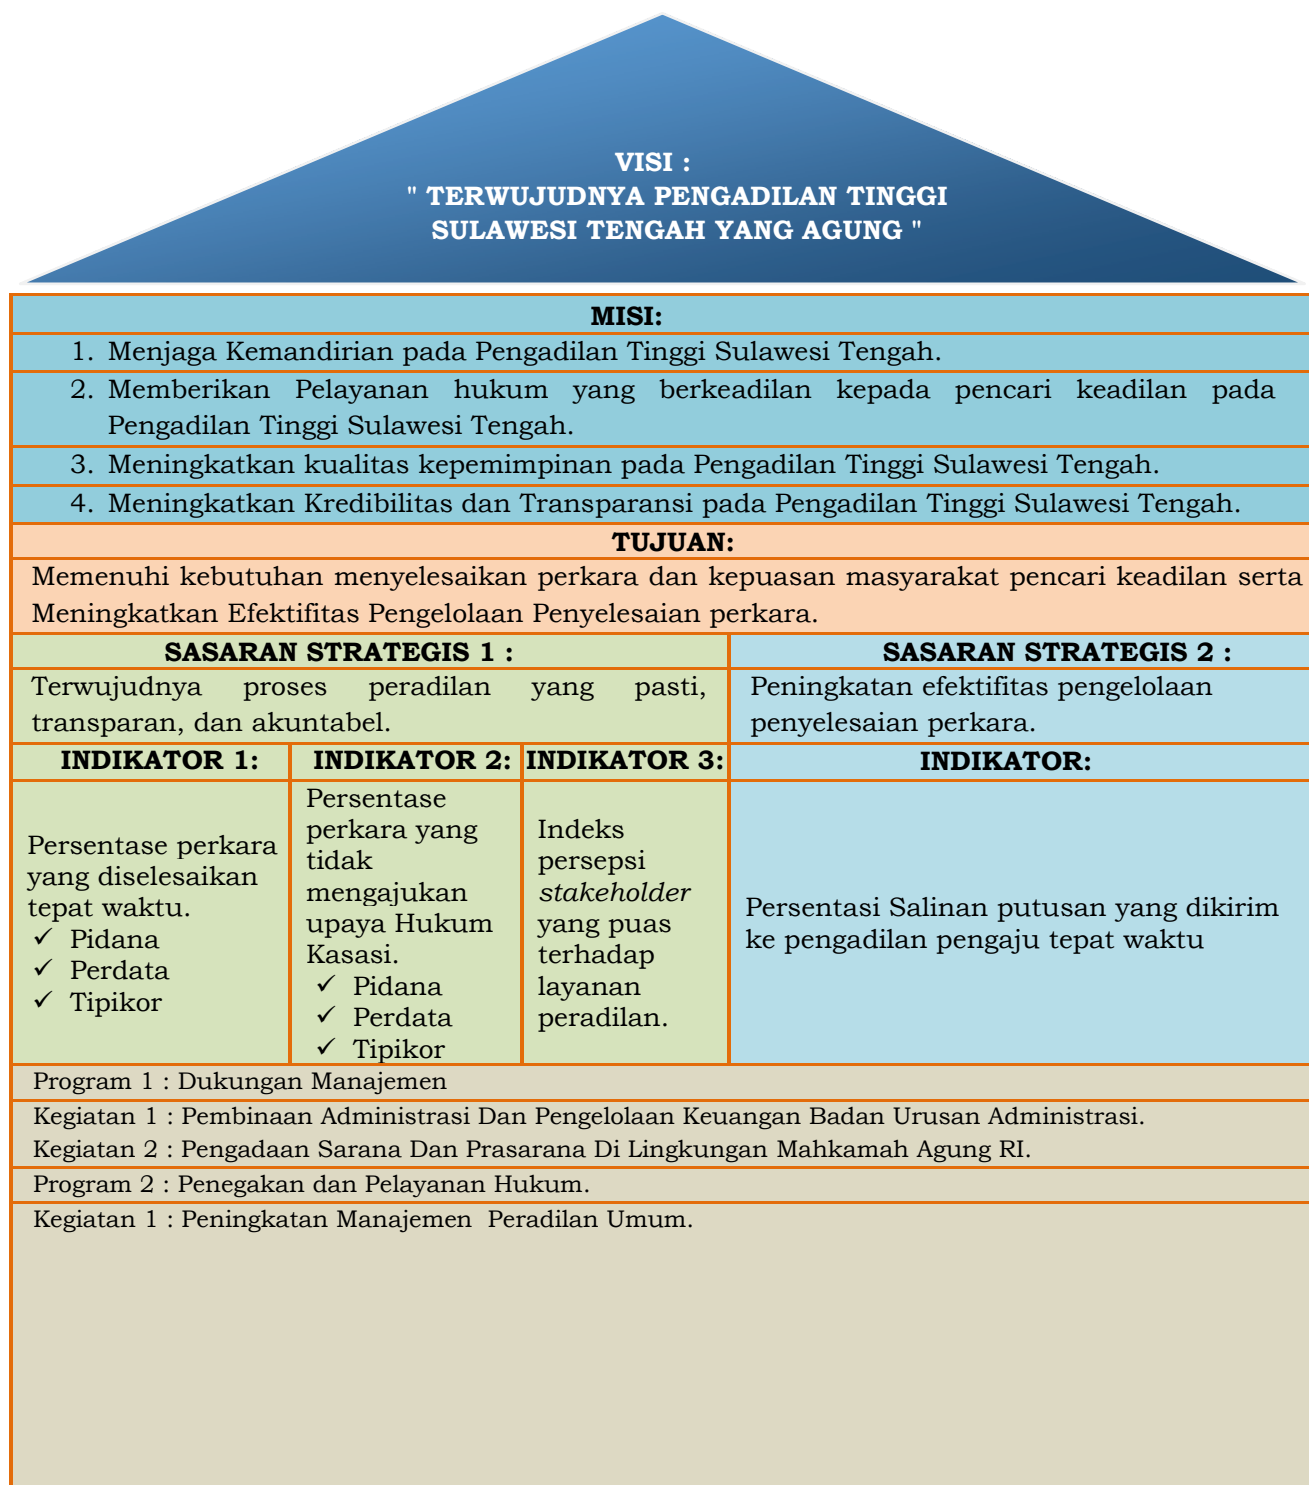 VISI :
" TERWUJUDNYA PENGADILAN TINGGI
SULAWESI TENGAH YANG AGUNG "
MISI:
1. Menjaga Kemandirian pada Pengadilan Tinggi Sulawesi Tengah.
2. Memberikan Pelayanan hukum yang berkeadilan kepada pencari keadilan pada
Pengadilan Tinggi Sulawesi Tengah.
3. Meningkatkan kualitas kepemimpinan pada Pengadilan Tinggi Sulawesi Tengah.
4. Meningkatkan Kredibilitas dan Transparansi pada Pengadilan Tinggi Sulawesi Tengah.
TUJUAN:
Memenuhi kebutuhan menyelesaikan perkara dan kepuasan masyarakat pencari keadilan serta
Meningkatkan Efektifitas Pengelolaan Penyelesaian perkara.
SASARAN STRATEGIS 1 :
Terwujudnya proses peradilan yang pasti,
transparan, dan akuntabel.
SASARAN STRATEGIS 2 :
Peningkatan efektifitas pengelolaan
penyelesaian perkara.
INDIKATOR 1:
Persentase perkara
yang diselesaikan
tepat waktu.
✓ Pidana
✓ Perdata
✓ Tipikor
INDIKATOR 2:
Persentase
perkara yang
tidak
mengajukan
upaya Hukum
Kasasi.
✓ Pidana
✓ Perdata
✓ Tipikor
INDIKATOR 3:
Indeks
persepsi
stakeholder
yang puas
terhadap
layanan
peradilan.
INDIKATOR:
Persentasi Salinan putusan yang dikirim
ke pengadilan pengaju tepat waktu
Program 1 : Dukungan Manajemen
Kegiatan 1 : Pembinaan Administrasi Dan Pengelolaan Keuangan Badan Urusan Administrasi.
Kegiatan 2 : Pengadaan Sarana Dan Prasarana Di Lingkungan Mahkamah Agung RI.
Program 2 : Penegakan dan Pelayanan Hukum.
Kegiatan 1 : Peningkatan Manajemen  Peradilan Umum.